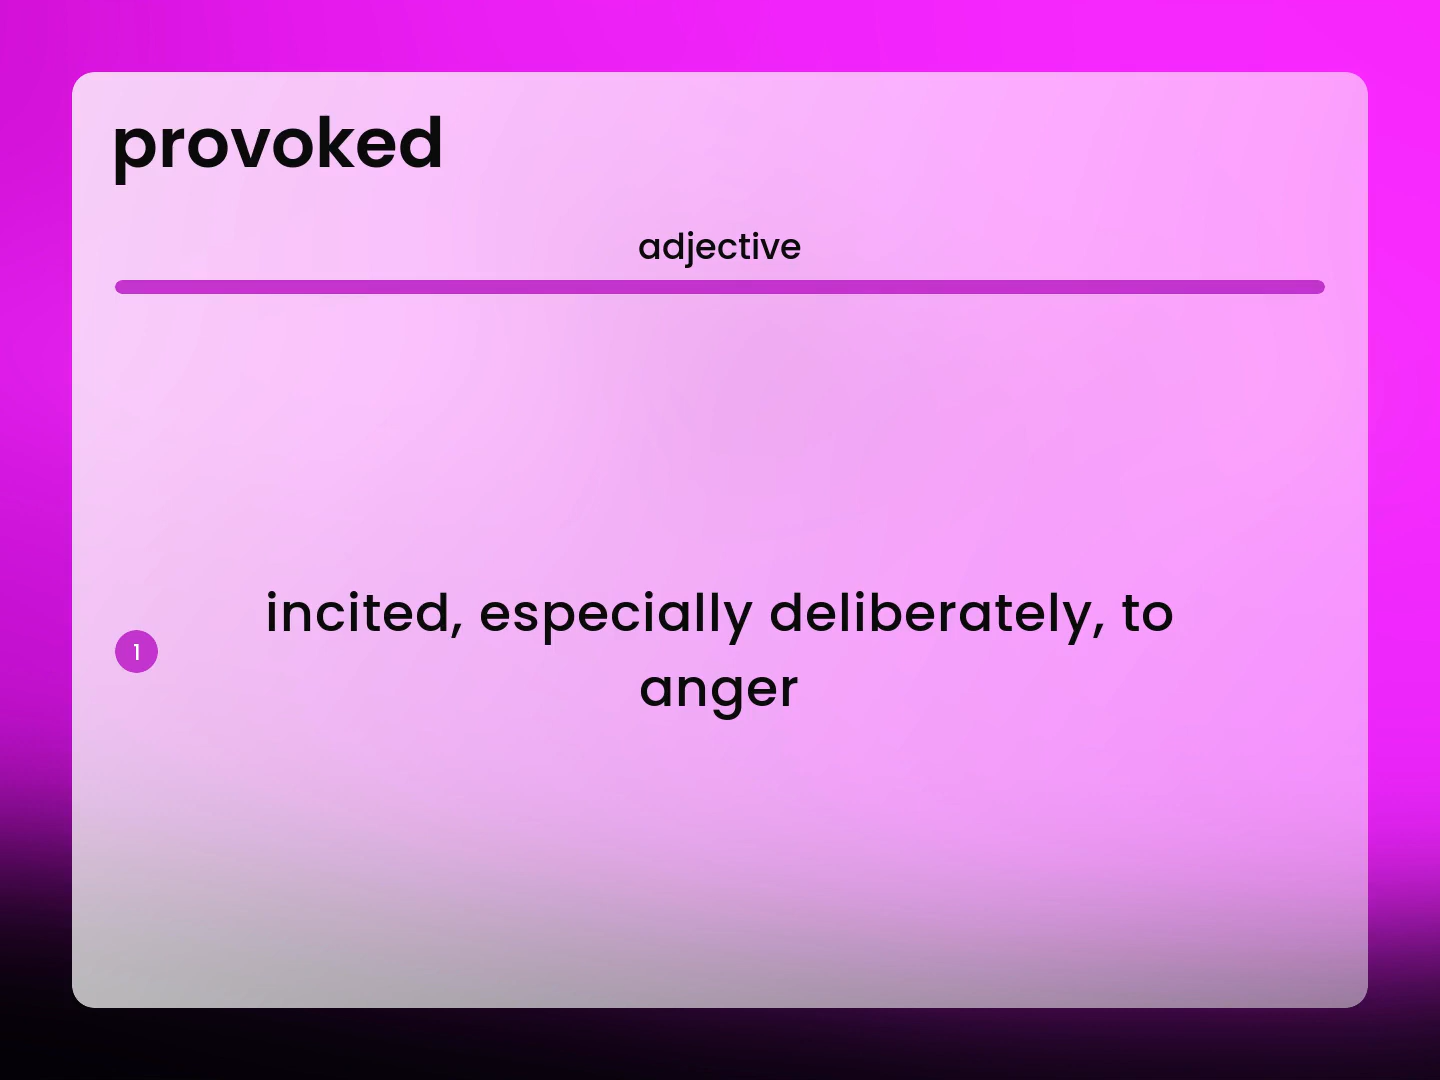 provoked
adjective
1
incited, especially deliberately, to
anger